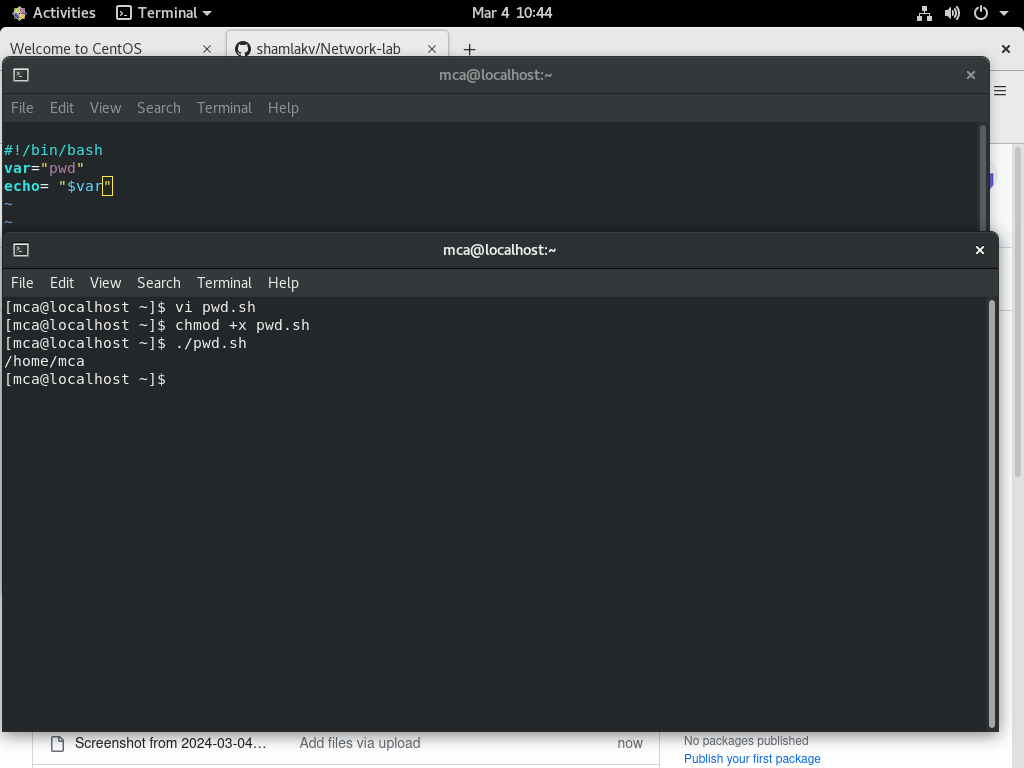 Activities Terminal Mar 4 10:44
Welcome to CentOS × shamlakv/Network-lab × + ×
mca@localhost:~ ×
File Edit View Search Terminal Help
#!/bin/bash
var="pwd"
echo= "$var"
~
~
mca@localhost:~ ×
File Edit View Search Terminal Help
[mca@localhost ~]$ vi pwd.sh
[mca@localhost ~]$ chmod +x pwd.sh
[mca@localhost ~]$ ./pwd.sh
/home/mca
[mca@localhost ~]$
Screenshot from 2024-03-04… Add files via upload now
No packages published
Publish your first package